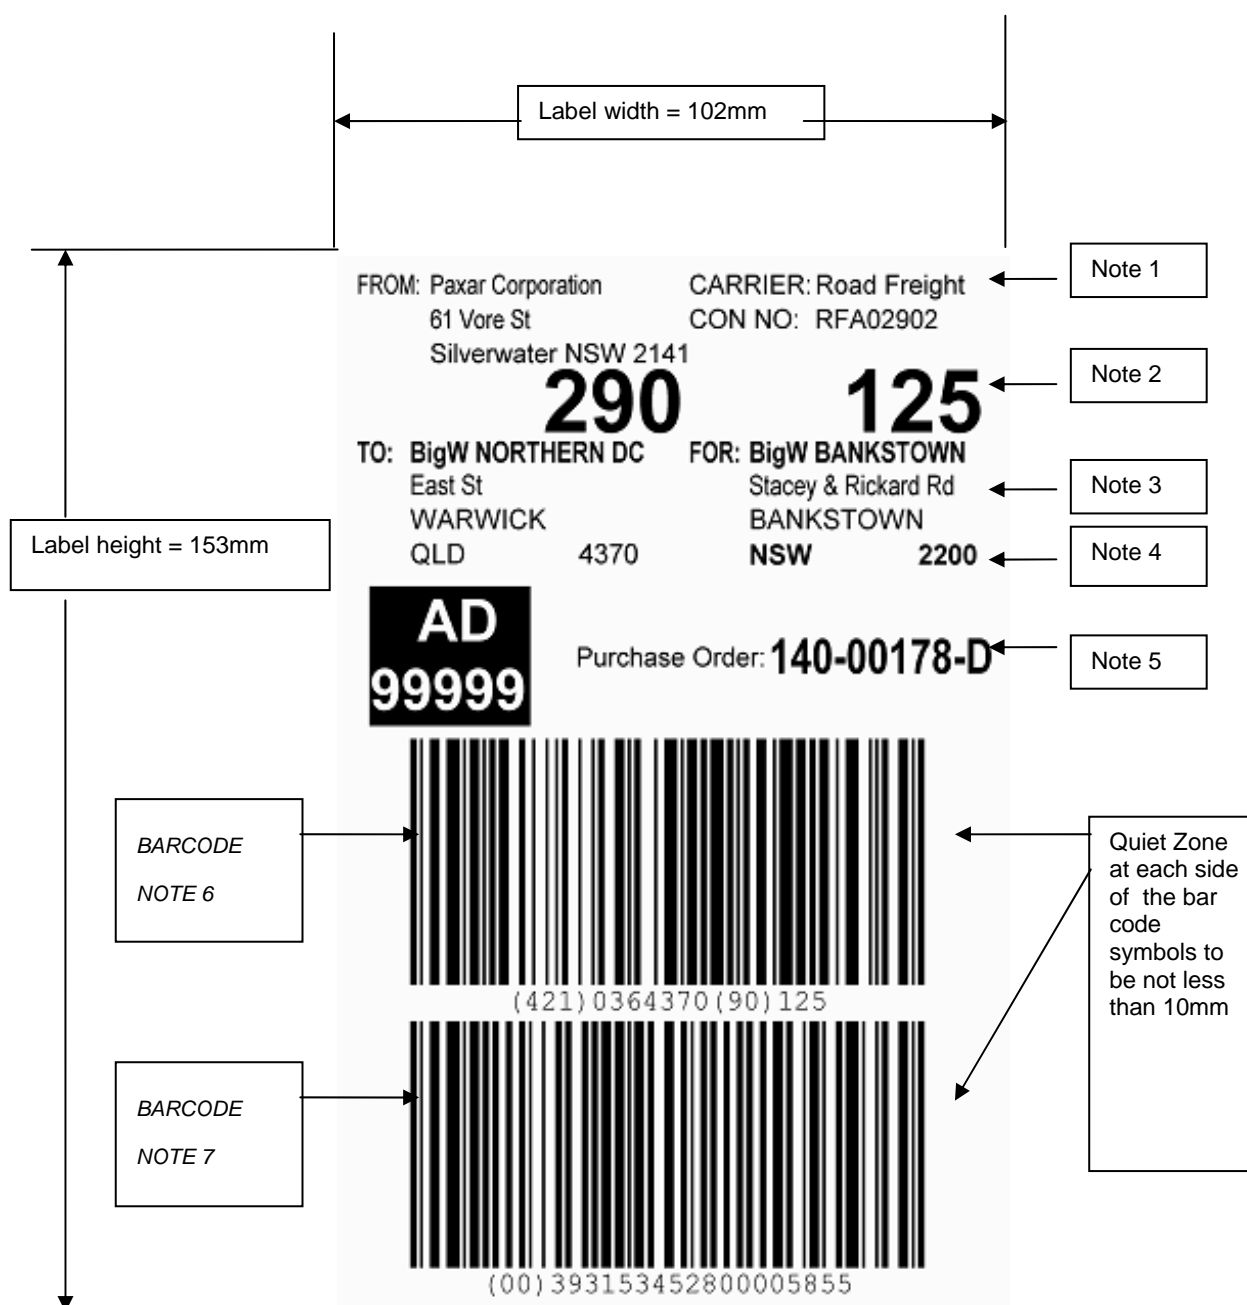 Label width = 102mm
FROM: Paxar Corporation CARRIER: Road Freight
61 Vore St CON NO: RFA02902
Silverwater NSW 2141
290 125
TO: BigW NORTHERN DC FOR: BigW BANKSTOWN
East St Stacey & Rickard Rd
WARWICK BANKSTOWN
QLD 4370 NSW 2200
AD
99999
Purchase Order: 140-00178-D
(421)0364370(90)125
(00)393153452800005855
Label height = 153mm
Note 1
Note 2
Note 3
Note 4
Note 5
BARCODE
NOTE 6
BARCODE
NOTE 7
Quiet Zone
at each side
of the bar
code
symbols to
be not less
than 10mm